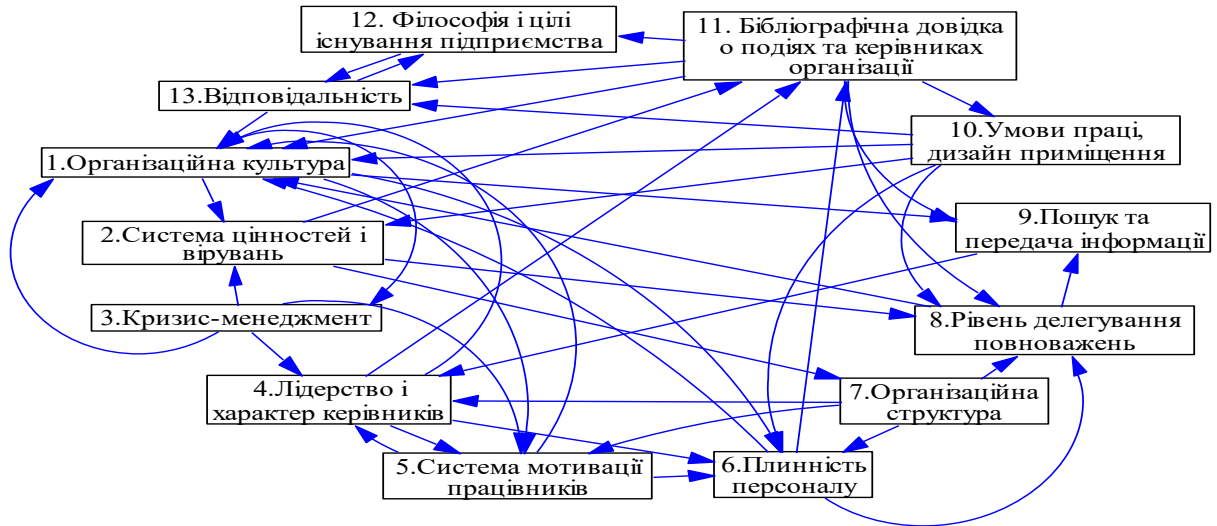 12. Філософія і цілі
існування підприємства
11. Бібліографічна довідка
о подіях та керівниках
організації
13.Відповідальність
10.Умови праці,
дизайн приміщення
1.Організаційна культура
2.Система цінностей і
вірувань
9.Пошук та
передача інформації
3.Кризис-менеджмент
8.Рівень делегування
повноважень
4.Лідерство і
характер керівників
7.Організаційна
структура
5.Система мотивації
працівників
6.Плинність
персоналу